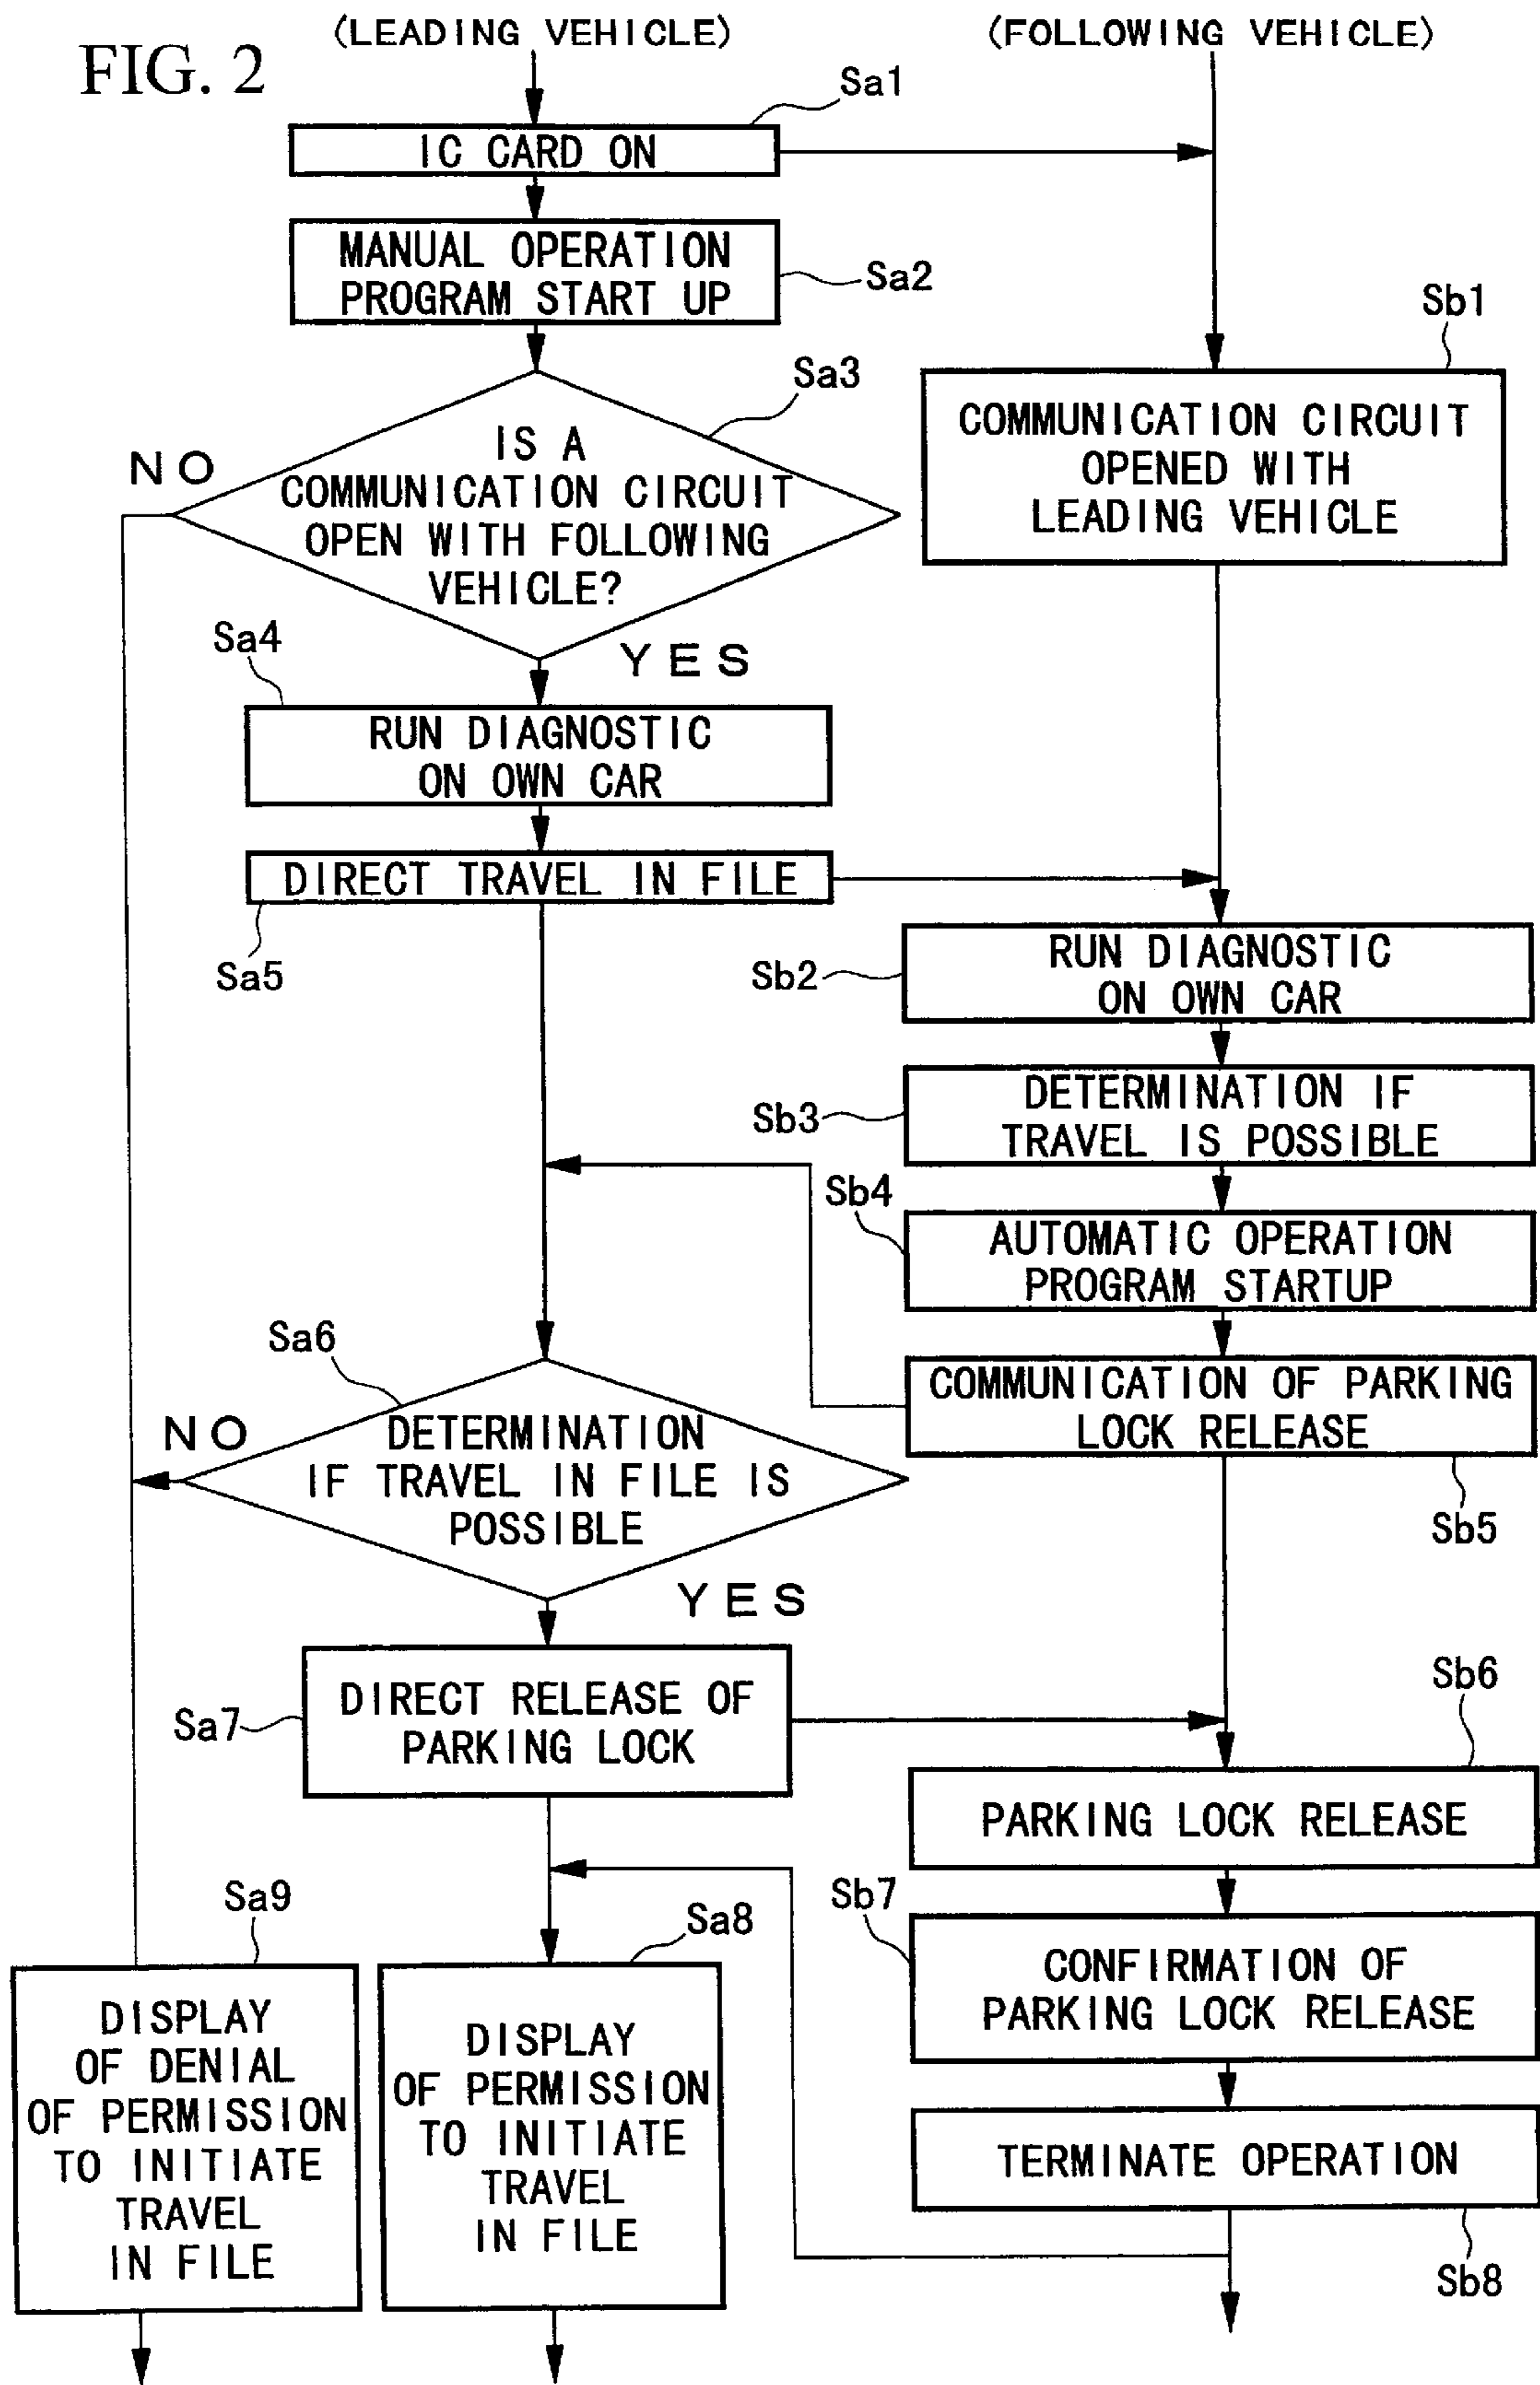 FIG. 2
(LEADING VEHICLE)
(FOLLOWING VEHICLE)
Sa1
IC CARD ON
MANUAL OPERATION
PROGRAM START UP
Sa2
Sb1
COMMUNICATION CIRCUIT
OPENED WITH
LEADING VEHICLE
Sa3
IS A
COMMUNICATION CIRCUIT
OPEN WITH FOLLOWING
VEHICLE?
NO
YES
Sa4
RUN DIAGNOSTIC
ON OWN CAR
DIRECT TRAVEL IN FILE
Sa5
Sb2
RUN DIAGNOSTIC
ON OWN CAR
Sb3
DETERMINATION IF
TRAVEL IS POSSIBLE
Sb4
AUTOMATIC OPERATION
PROGRAM STARTUP
COMMUNICATION OF PARKING
LOCK RELEASE
Sb5
Sa6
DETERMINATION
IF TRAVEL IN FILE IS
POSSIBLE
NO
YES
Sa7
DIRECT RELEASE OF
PARKING LOCK
Sb6
PARKING LOCK RELEASE
Sb7
CONFIRMATION OF
PARKING LOCK RELEASE
TERMINATE OPERATION
Sb8
Sa9
DISPLAY
OF DENIAL
OF PERMISSION
TO INITIATE
TRAVEL
IN FILE
Sa8
DISPLAY
OF PERMISSION
TO INITIATE
TRAVEL
IN FILE